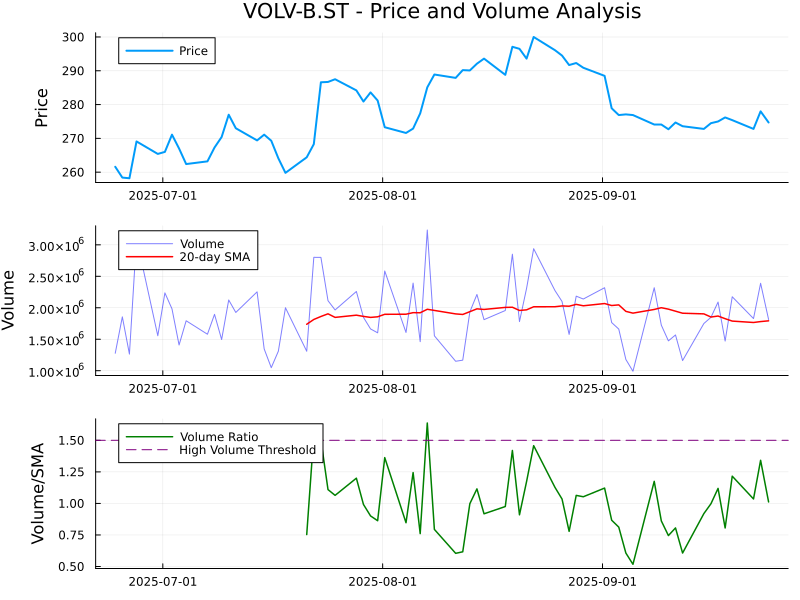 VOLV-B.ST - Price and Volume Analysis
Price
300
290
280
270
260
Price
2025-07-01
2025-08-01
2025-09-01
Volume
3.00×10⁶
2.50×10⁶
2.00×10⁶
1.50×10⁶
1.00×10⁶
Volume
20-day SMA
2025-07-01
2025-08-01
2025-09-01
Volume/SMA
1.50
1.25
1.00
0.75
0.50
Volume Ratio
High Volume Threshold
2025-07-01
2025-08-01
2025-09-01